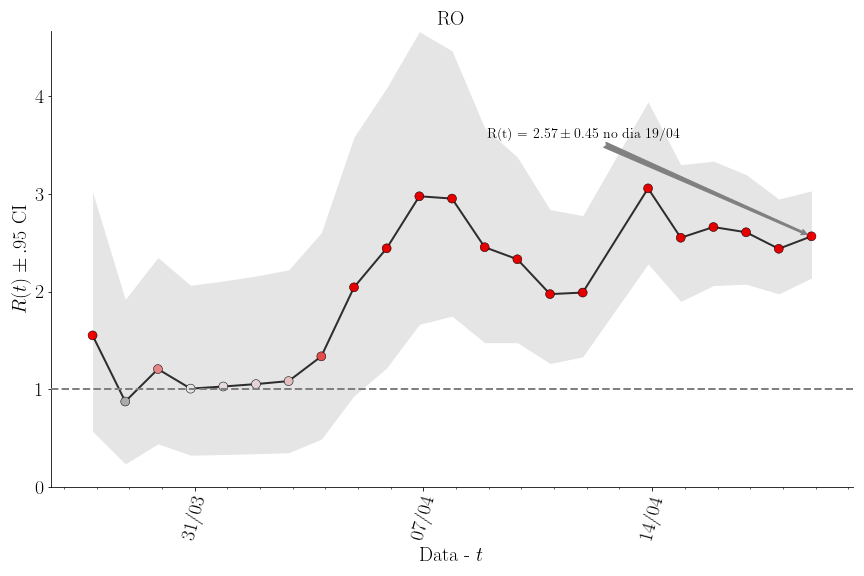 RO
4
R(t) = 2.57 ± 0.45 no dia 19/04
3
R(t) ± .95 CI
2
1
0
31/03
07/04
14/04
Data - t